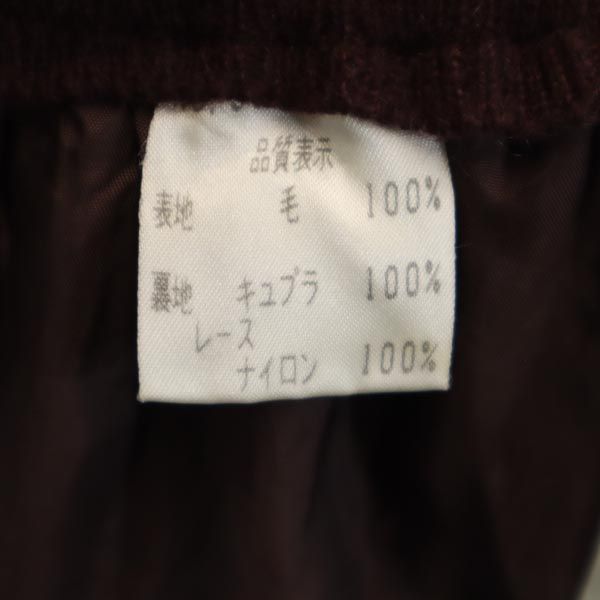 品質表示
表地 毛 100%
裏地 キュプラ 100%
レース
ナイロン 100%